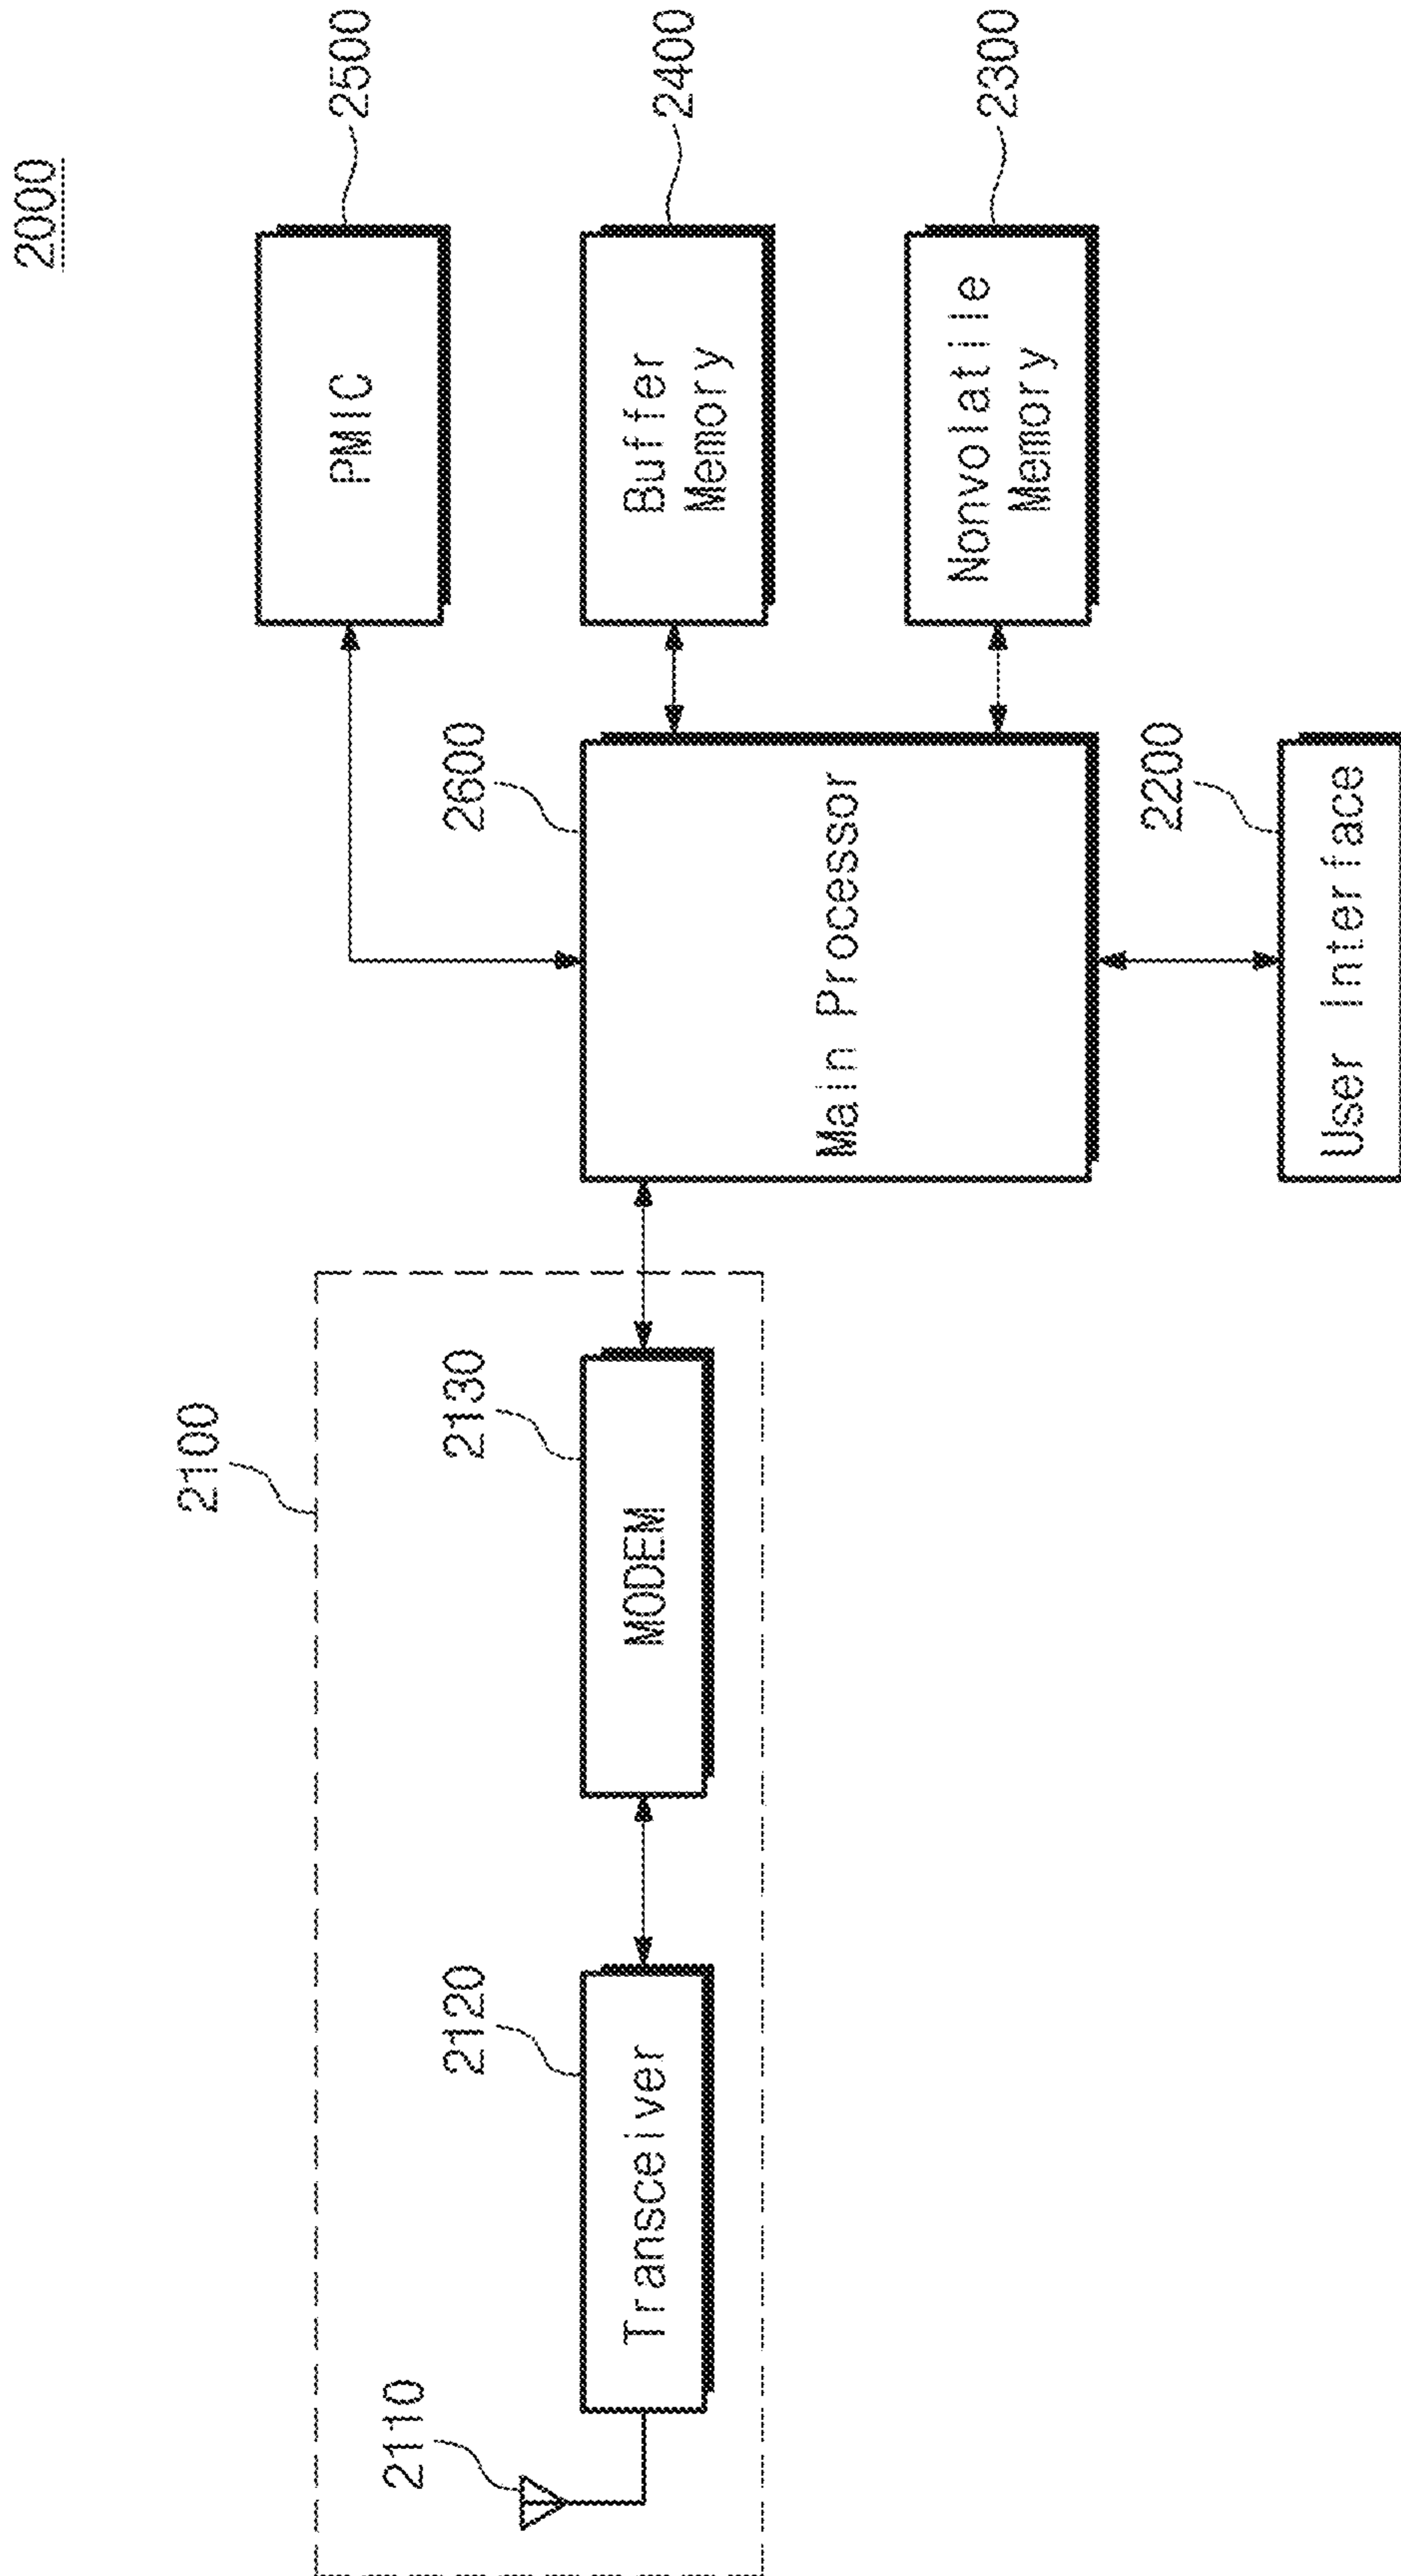 2000
2100
2110
2120
Transceiver
2130
MODEM
2600
Main Processor
2500
PMIC
2400
Buffer
Memory
2300
Nonvolatile
Memory
2200
User Interface